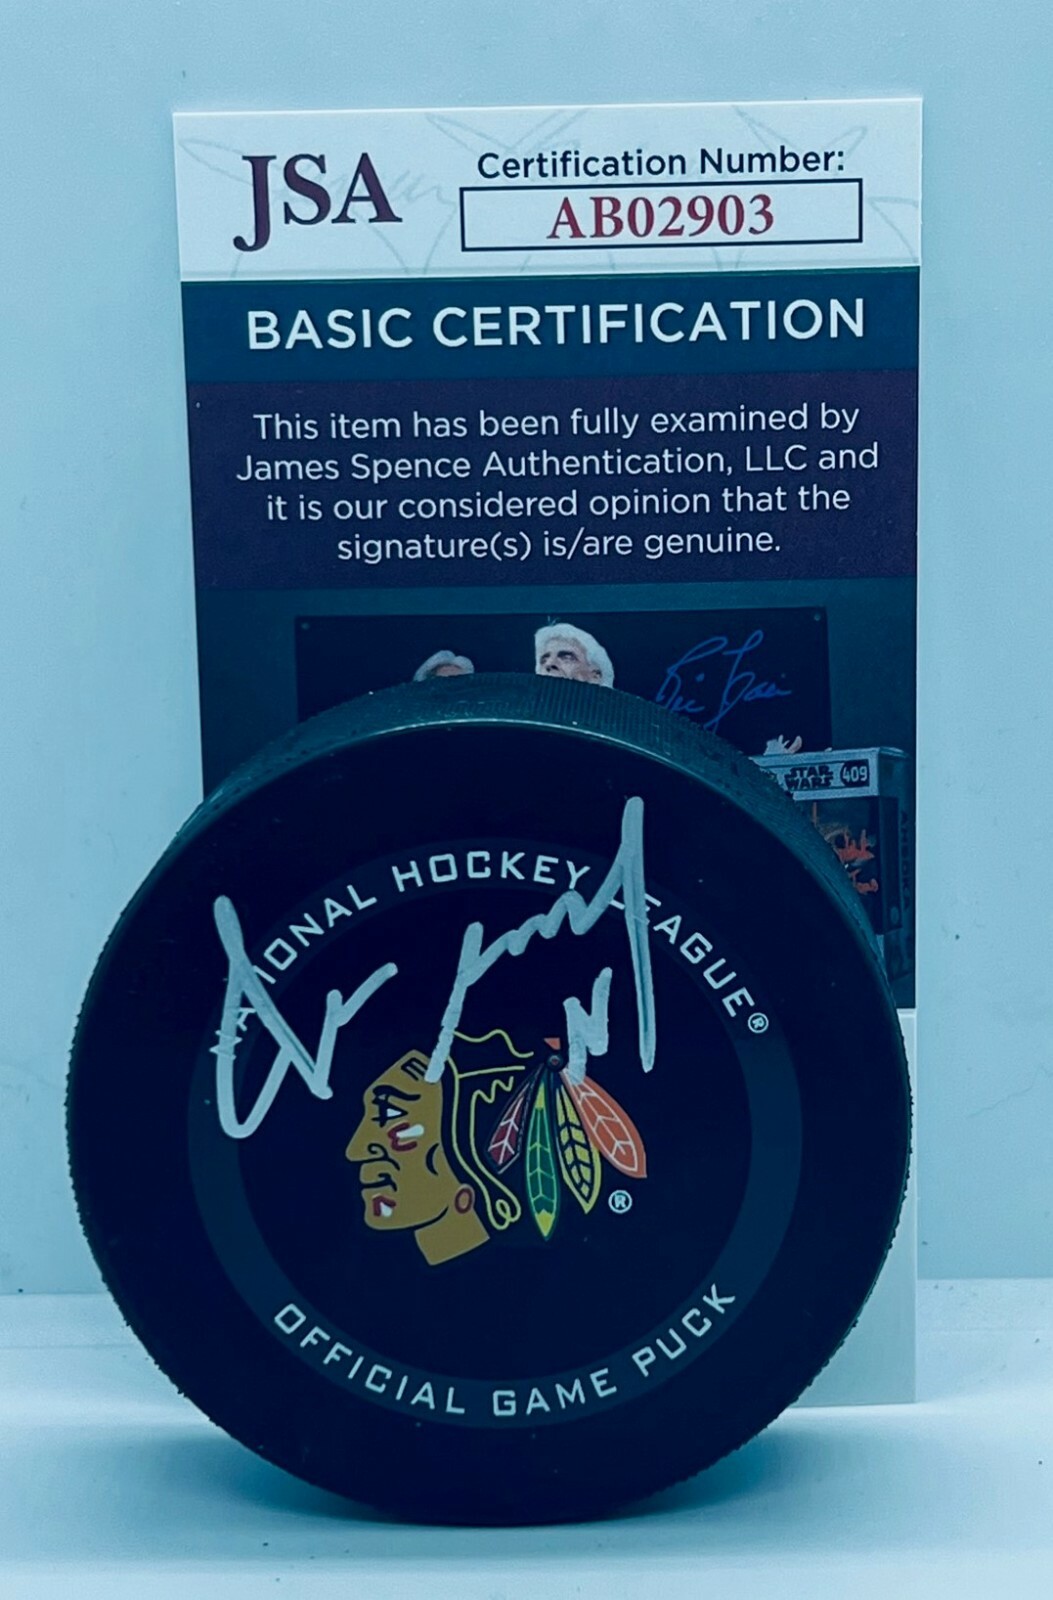 JSA
Certification Number:
AB02903
BASIC CERTIFICATION
This item has been fully examined by
James Spence Authentication, LLC and
it is our considered opinion that the
signature(s) is/are genuine.
STAR
WARS
409
NATIONAL HOCKEY LEAGUE®
®
OFFICIAL GAME PUCK